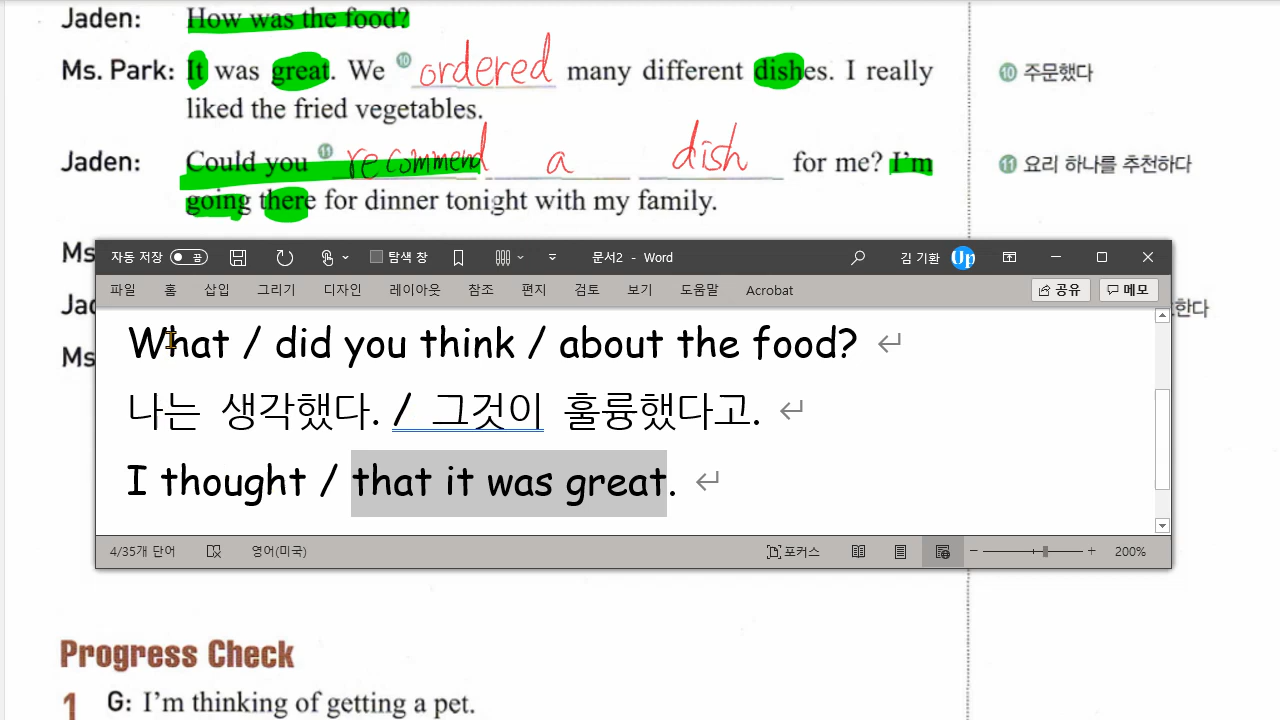 Jaden: How was the food?
Ms. Park: It was great. We ⑩ ordered many different dishes. I really
liked the fried vegetables.
⑩ 주문했다
Jaden: Could you ⑪ recommend a dish for me? I'm
going there for dinner tonight with my family.
⑪ 요리 하나를 추천하다
Ms.
자동 저장 끔 탐색 창 문서2 - Word 김 기환 Up
Jad
파일 홈 삽입 그리기 디자인 레이아웃 참조 편지 검토 보기 도움말 Acrobat 공유 메모
한다
Ms.
What / did you think / about the food?
나는 생각했다. / 그것이 훌륭했다고.
I thought / that it was great.
4/35개 단어 영어(미국) 포커스 200%
Progress Check
1 G: I'm thinking of getting a pet.